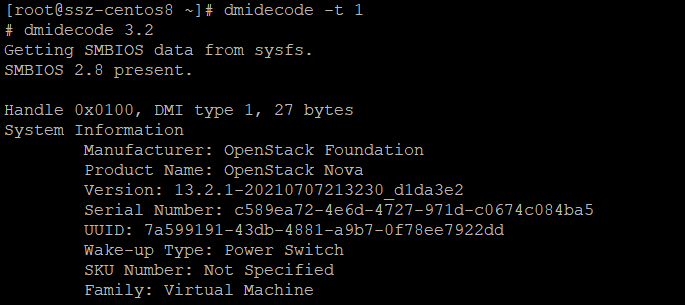 [root@ssz-centos8 ~]# dmidecode -t 1
# dmidecode 3.2
Getting SMBIOS data from sysfs.
SMBIOS 2.8 present.
Handle 0x0100, DMI type 1, 27 bytes
System Information
Manufacturer: OpenStack Foundation
Product Name: OpenStack Nova
Version: 13.2.1-20210707213230_d1da3e2
Serial Number: c589ea72-4e6d-4727-971d-c0674c084ba5
UUID: 7a599191-43db-4881-a9b7-0f78ee7922dd
Wake-up Type: Power Switch
SKU Number: Not Specified
Family: Virtual Machine